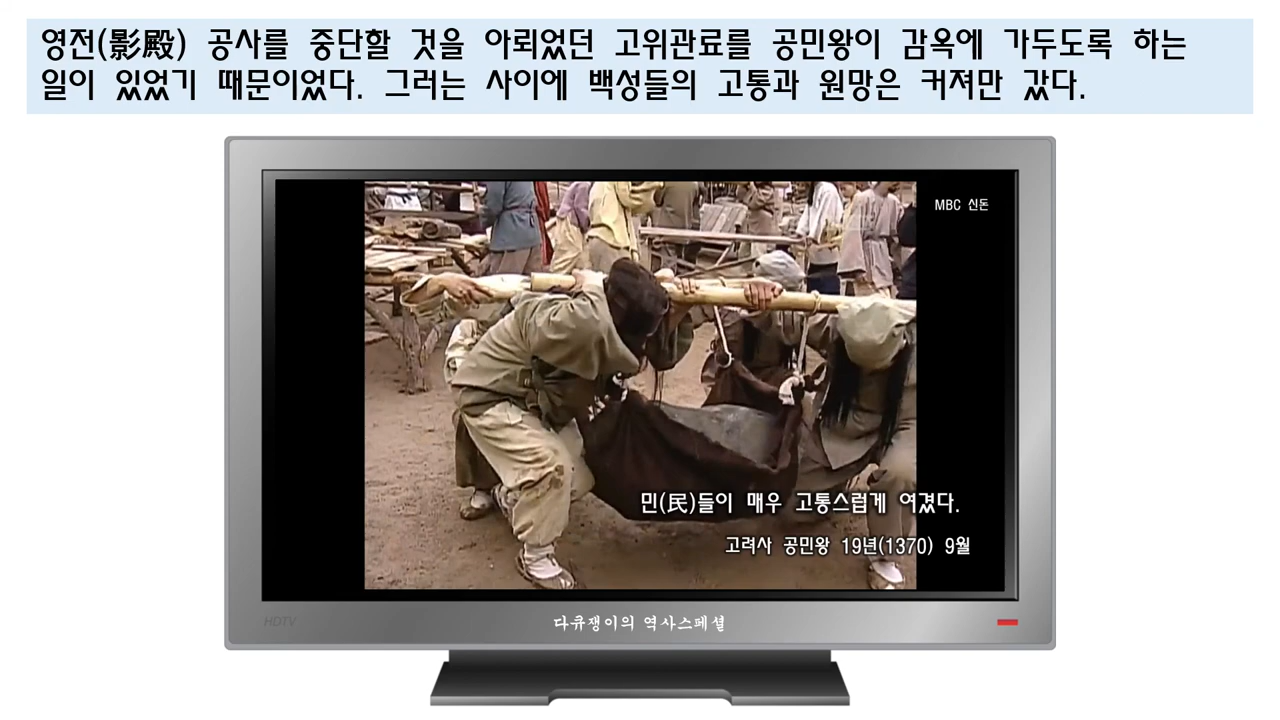 영전(影殿) 공사를 중단할 것을 아뢰었던 고위관료를 공민왕이 감옥에 가두도록 하는
일이 있었기 때문이었다. 그러는 사이에 백성들의 고통과 원망은 커져만 갔다.
MBC 신돈
민(民)들이 매우 고통스럽게 여겼다.
고려사 공민왕 19년(1370) 9월
HDTV
다큐쟁이의 역사스페셜